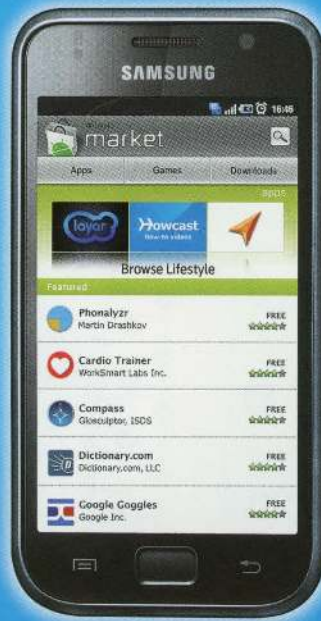 SAMSUNG
16:46
market
Apps Games Downloads
apps
layar Howcast
how-to videos
Browse Lifestyle
Featured
Phonalyzr FREE
Martin Drashkov
Cardio Trainer FREE
WorkSmart Labs Inc.
Compass FREE
Glosculptor, ISDS
Dictionary.com FREE
Dictionary.com, LLC
Google Goggles FREE
Google Inc.